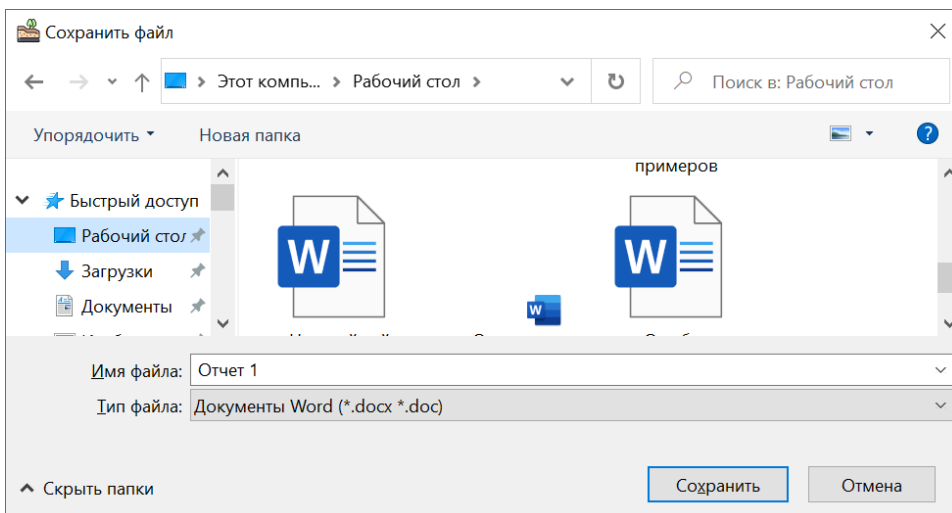 Сохранить файл
Этот компь... Рабочий стол
Поиск в: Рабочий стол
Упорядочить
Новая папка
?
примеров
Быстрый доступ
Рабочий стол
Загрузки
Документы
W
W
W
Имя файла: Отчет 1
Тип файла: Документы Word (*.docx *.doc)
Скрыть папки
Сохранить
Отмена